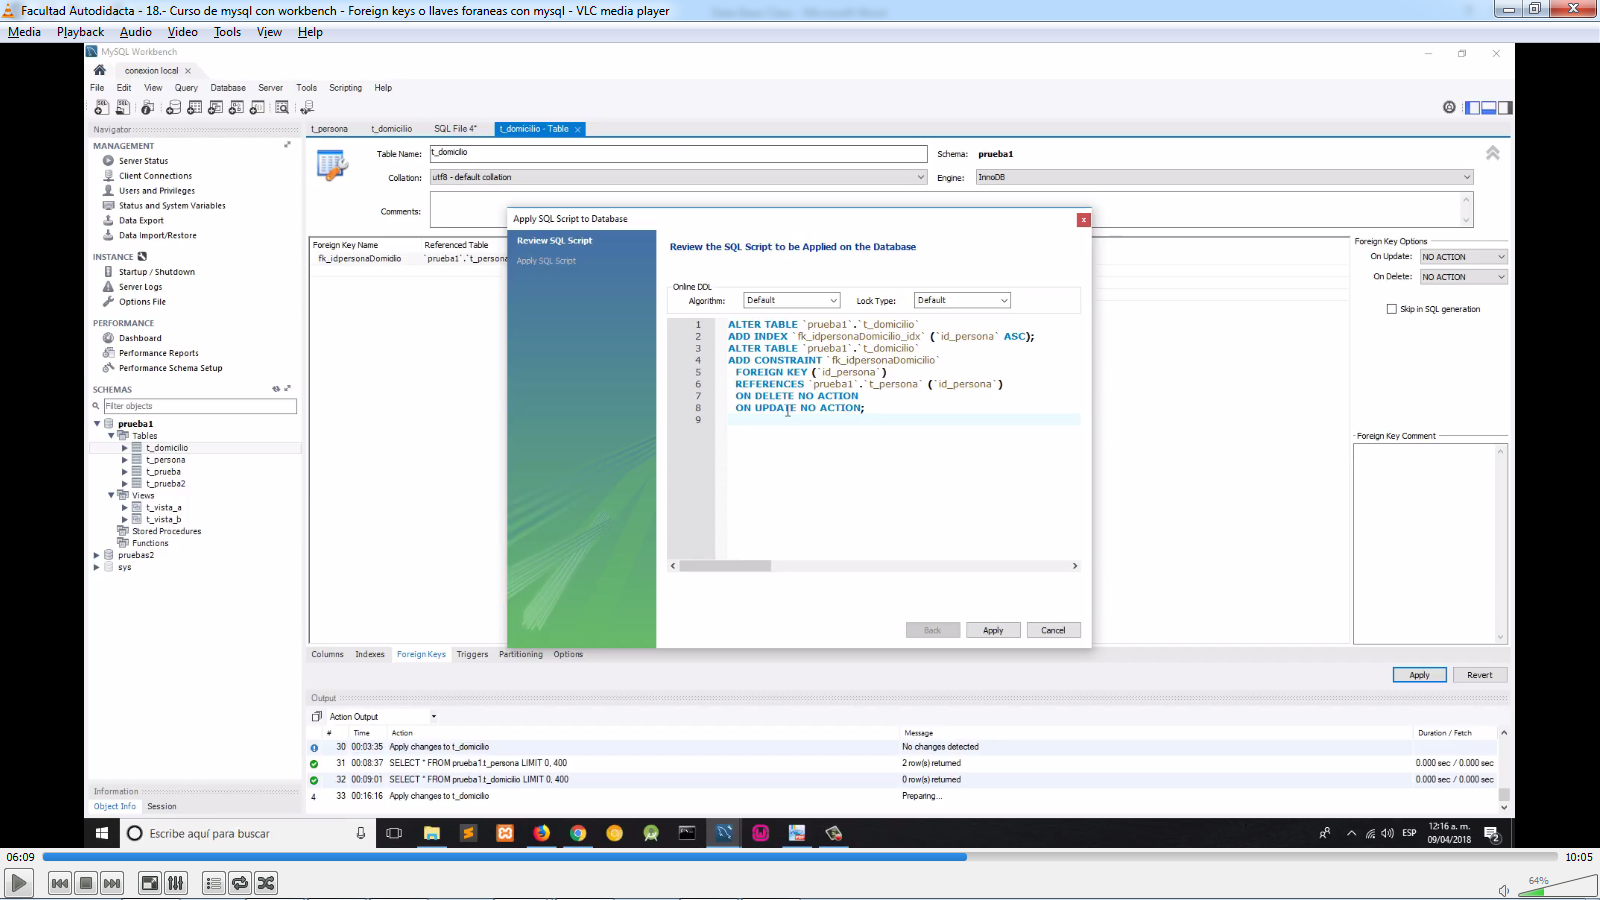 Facultad Autodidacta - 18.- Curso de mysql con workbench - Foreign keys o llaves foraneas con mysql - VLC media player
Media Playback Audio Video Tools View Help
MySQL Workbench
conexion local
File Edit View Query Database Server Tools Scripting Help
Navigator
MANAGEMENT
Server Status
Client Connections
Users and Privileges
Status and System Variables
Data Export
Data Import/Restore
INSTANCE
Startup / Shutdown
Server Logs
Options File
PERFORMANCE
Dashboard
Performance Reports
Performance Schema Setup
SCHEMAS
Filter objects
prueba1
Tables
t_domicilio
t_persona
t_prueba
t_prueba2
Views
t_vista_a
t_vista_b
Stored Procedures
Functions
pruebas2
sys
Information
Object Info Session
t_persona t_domicilio SQL File 4* t_domicilio - Table
Table Name: t_domicilio Schema: prueba1
Collation: utf8 - default collation Engine: InnoDB
Comments:
Foreign Key Name Referenced Table
fk_idpersonaDomicilio `prueba1`.`t_persona
Foreign Key Options
On Update: NO ACTION
On Delete: NO ACTION
Skip in SQL generation
Foreign Key Comment
Apply SQL Script to Database
Review SQL Script
Apply SQL Script
Review the SQL Script to be Applied on the Database
Online DDL
Algorithm: Default Lock Type: Default
1 ALTER TABLE `prueba1`.`t_domicilio`
2 ADD INDEX `fk_idpersonaDomicilio_idx` (`id_persona` ASC);
3 ALTER TABLE `prueba1`.`t_domicilio`
4 ADD CONSTRAINT `fk_idpersonaDomicilio`
5 FOREIGN KEY (`id_persona`)
6 REFERENCES `prueba1`.`t_persona` (`id_persona`)
7 ON DELETE NO ACTION
8 ON UPDATE NO ACTION;
9
Back Apply Cancel
Columns Indexes Foreign Keys Triggers Partitioning Options
Apply Revert
Output
Action Output
# Time Action Message Duration / Fetch
30 00:03:35 Apply changes to t_domicilio No changes detected
31 00:08:37 SELECT * FROM prueba1.t_persona LIMIT 0, 400 2 row(s) returned 0.000 sec / 0.000 sec
32 00:09:01 SELECT * FROM prueba1.t_domicilio LIMIT 0, 400 0 row(s) returned 0.000 sec / 0.000 sec
4 33 00:16:16 Apply changes to t_domicilio Preparing...
Escribe aquí para buscar
ESP
12:16 a. m.
09/04/2018
2
06:09 10:05
64%